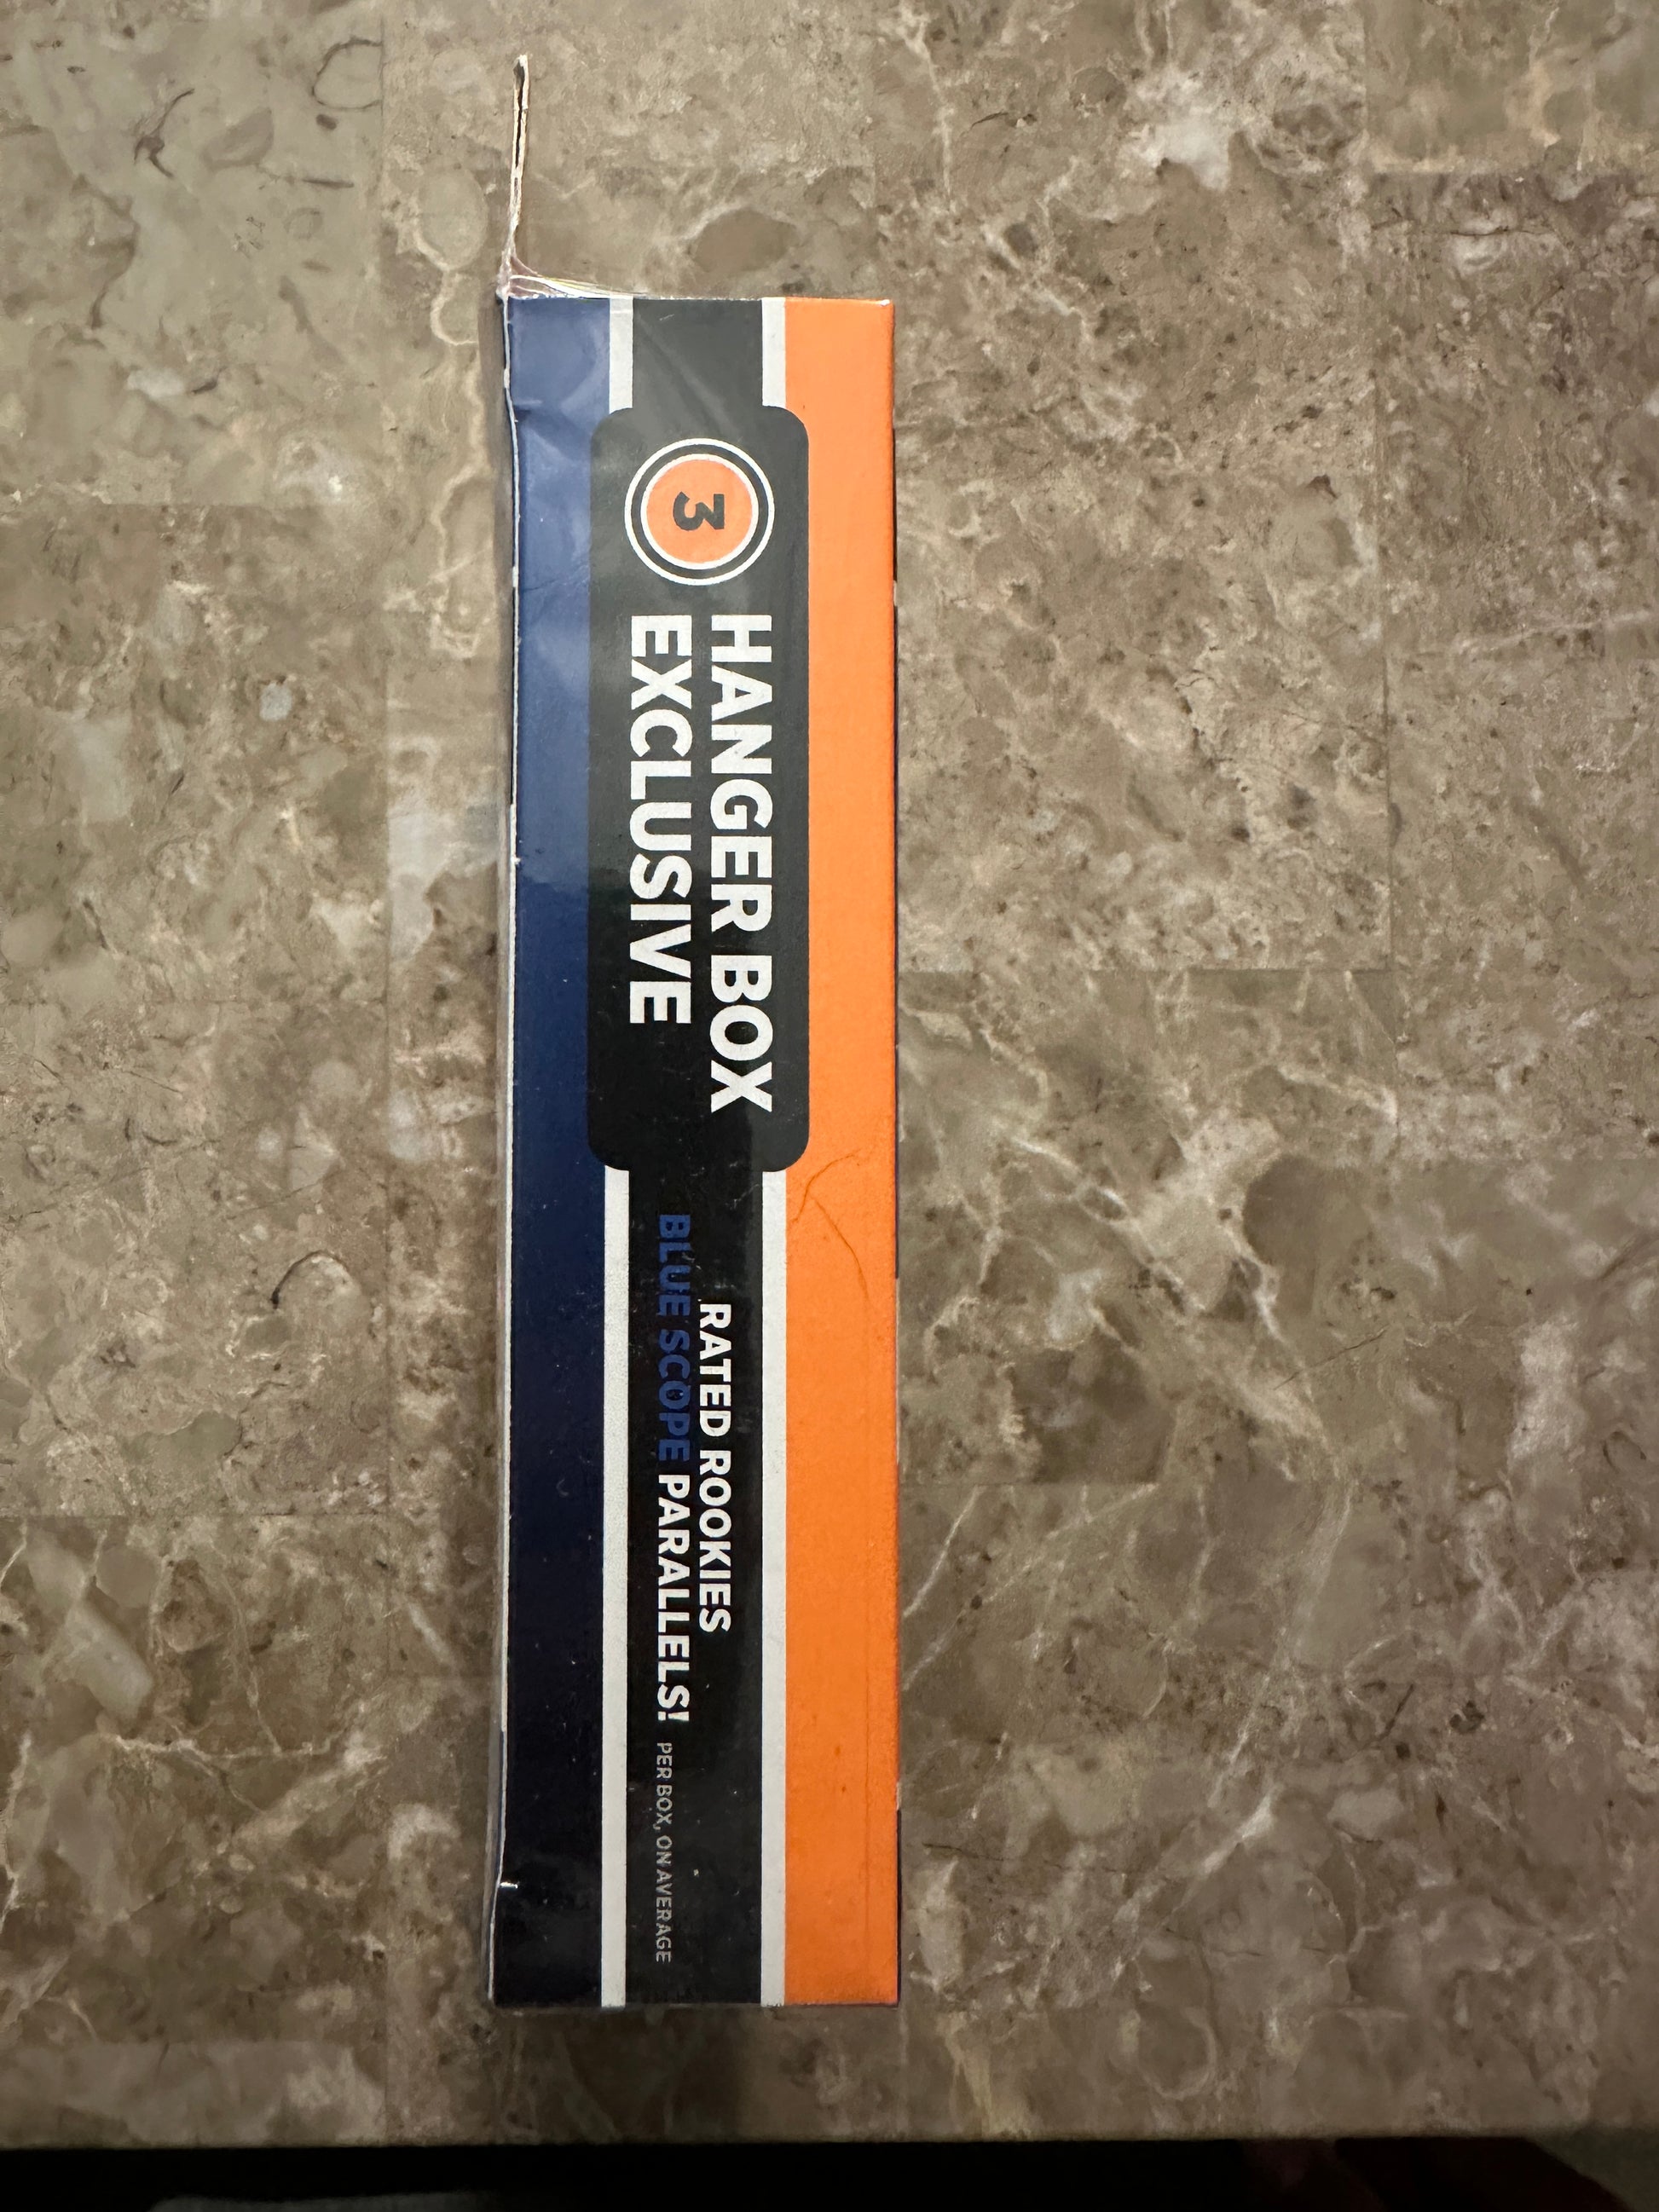 3
HANGER BOX
EXCLUSIVE
RATED ROOKIES
BLUE SCOPE PARALLELS! PER BOX, ON AVERAGE